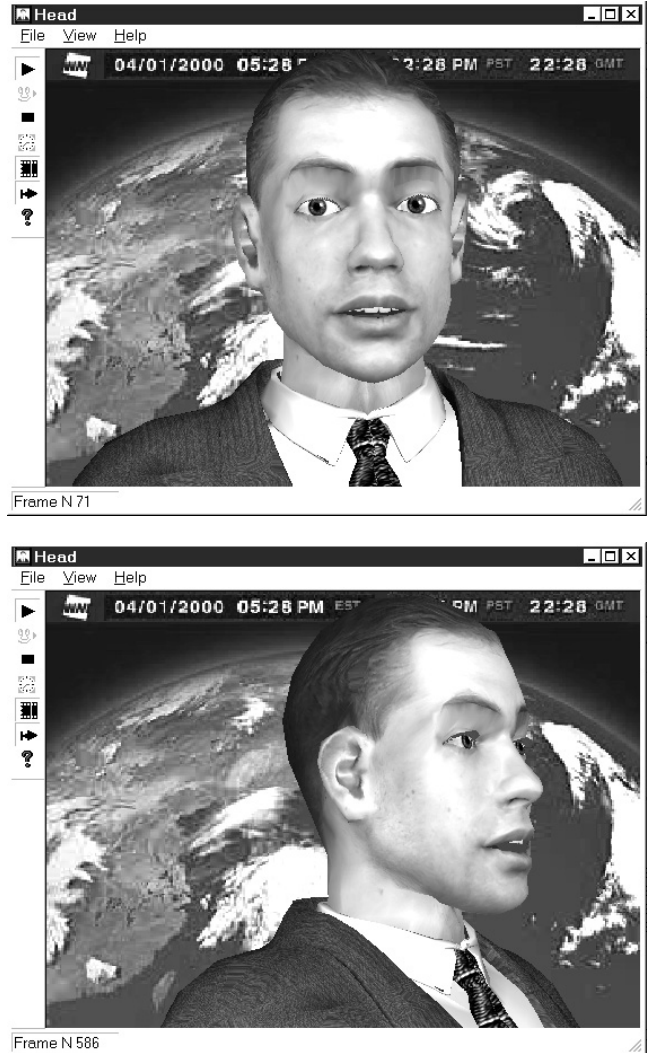 Head
File View Help
04/01/2000 05:28 :28 PM PST 22:28 GMT
Frame N 71
Head
File View Help
04/01/2000 05:28 PM EST PM PST 22:28 GMT
Frame N 586